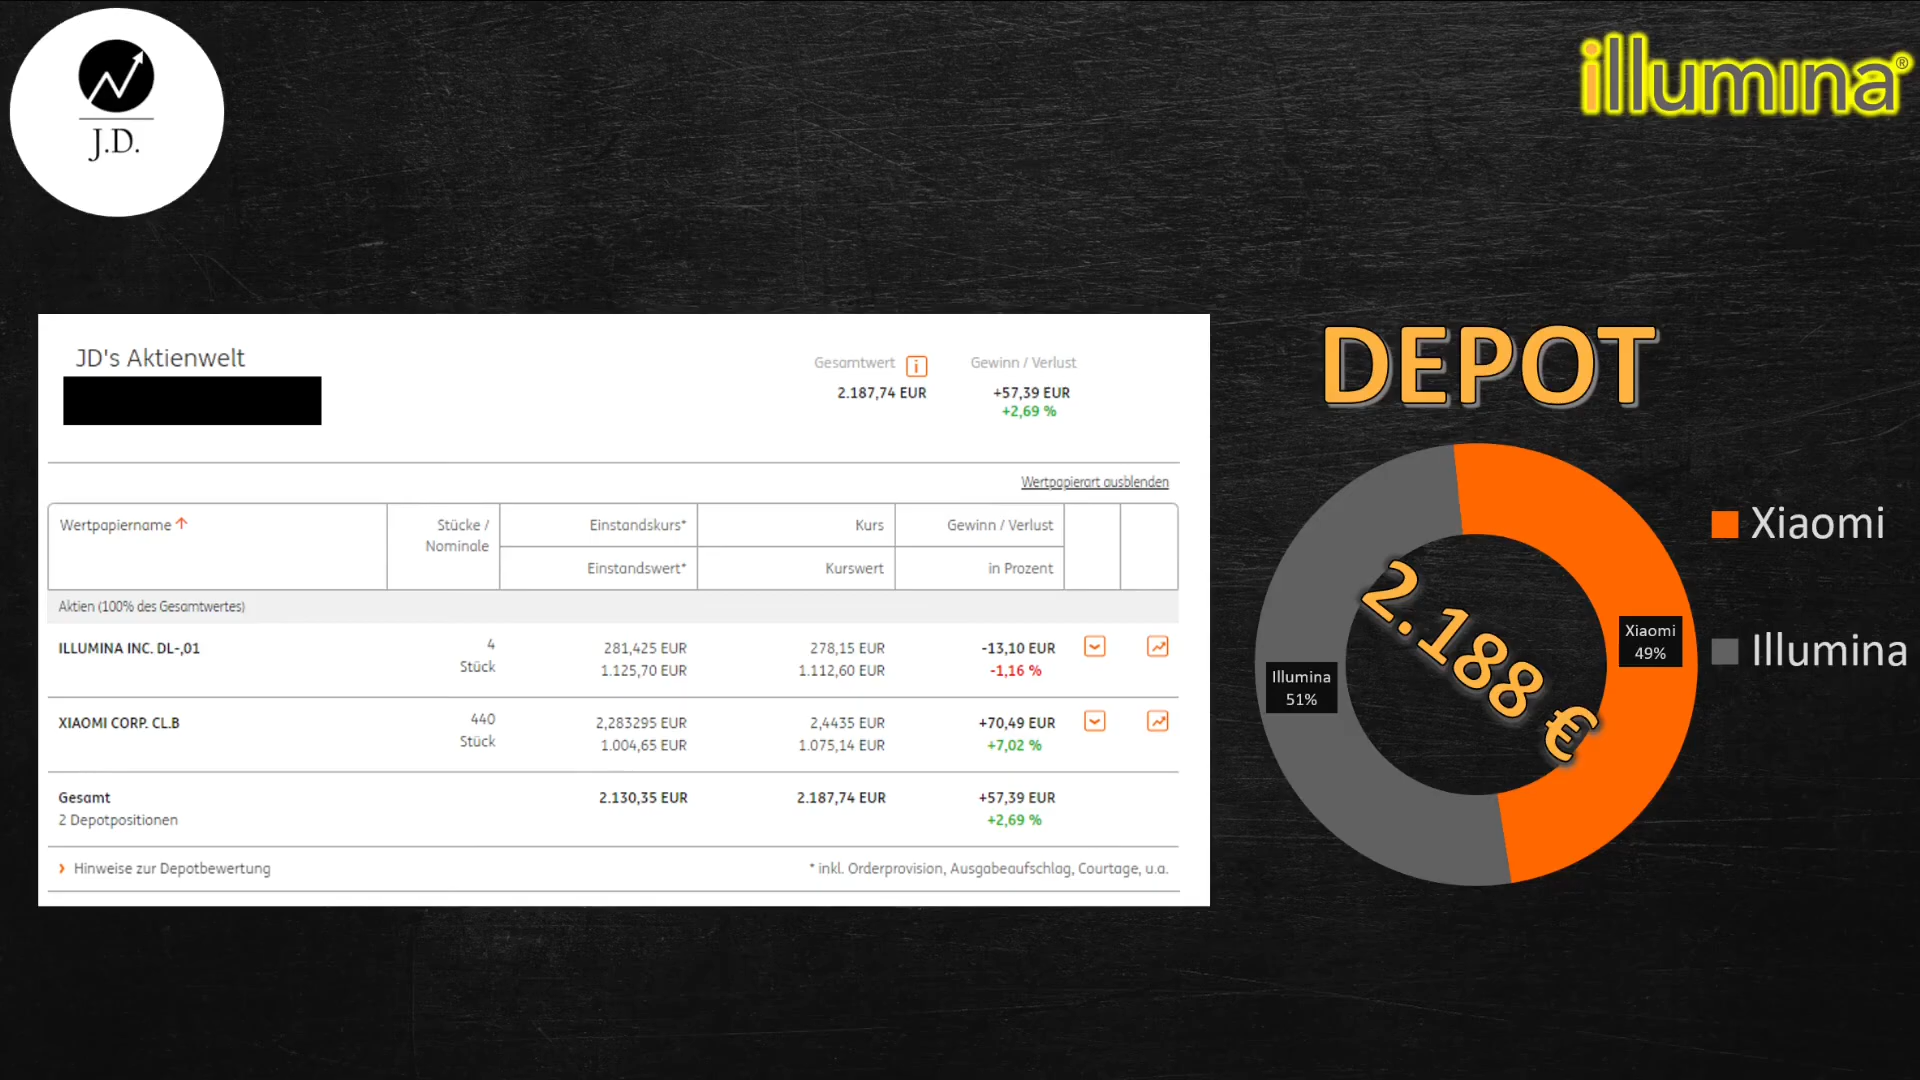 J.D.
illumina®
JD's Aktienwelt
Gesamtwert i Gewinn / Verlust
2.187,74 EUR +57,39 EUR
+2,69 %
Wertpapierart ausblenden
Wertpapiername Stücke / Nominale Einstandskurs* Kurs Gewinn / Verlust
Einstandswert* Kurswert in Prozent
Aktien (100% des Gesamtwertes)
ILLUMINA INC. DL-,01 4 281,425 EUR 278,15 EUR -13,10 EUR
Stück 1.125,70 EUR 1.112,60 EUR -1,16 %
XIAOMI CORP. CL.B 440 2,283295 EUR 2,4435 EUR +70,49 EUR
Stück 1.004,65 EUR 1.075,14 EUR +7,02 %
Gesamt 2.130,35 EUR 2.187,74 EUR +57,39 EUR
2 Depotpositionen +2,69 %
Hinweise zur Depotbewertung * inkl. Orderprovision, Ausgabeaufschlag, Courtage, u.a.
DEPOT
2.188 €
Xiaomi
49%
Illumina
51%
Xiaomi
Illumina